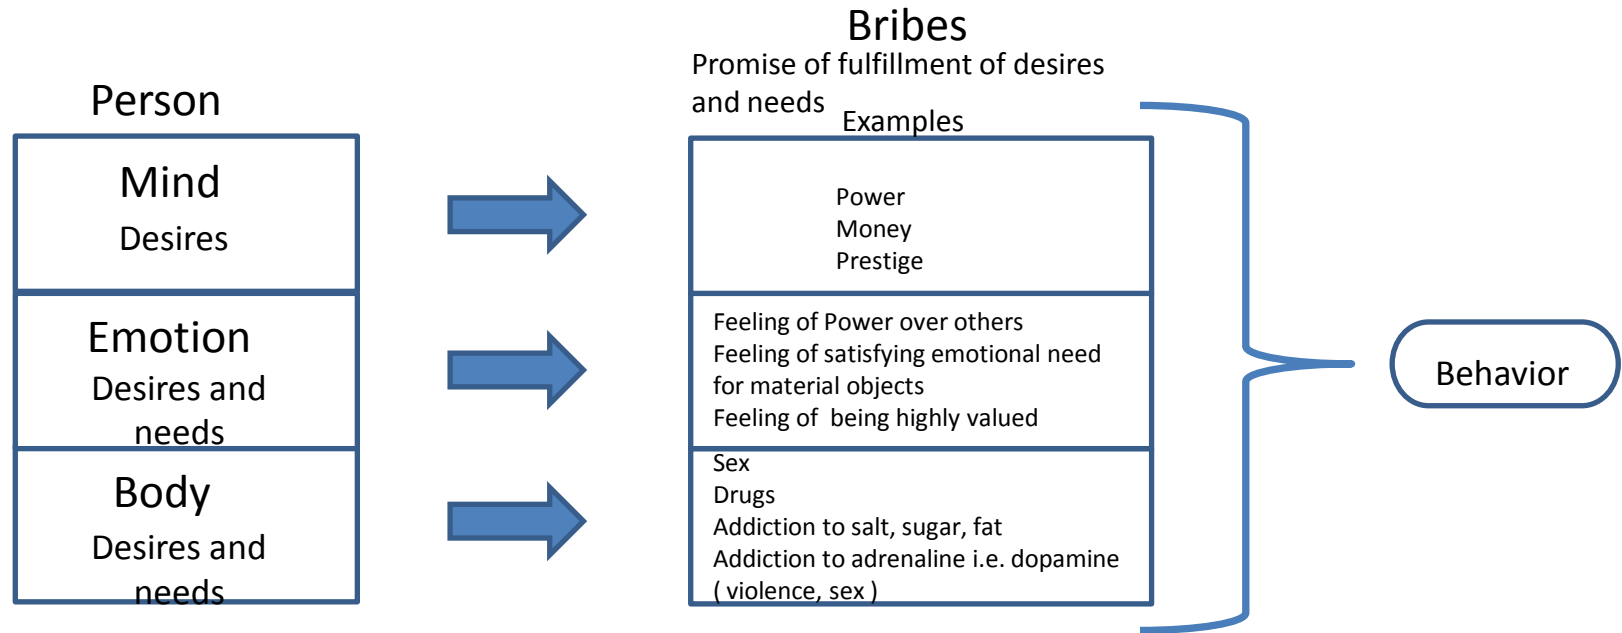 Person
Mind
Desires
Emotion
Desires and
needs
Body
Desires and
needs
Bribes
Promise of fulfillment of desires
and needs
Examples
Power
Money
Prestige
Feeling of Power over others
Feeling of satisfying emotional need
for material objects
Feeling of being highly valued
Sex
Drugs
Addiction to salt, sugar, fat
Addiction to adrenaline i.e. dopamine
( violence, sex )
Behavior